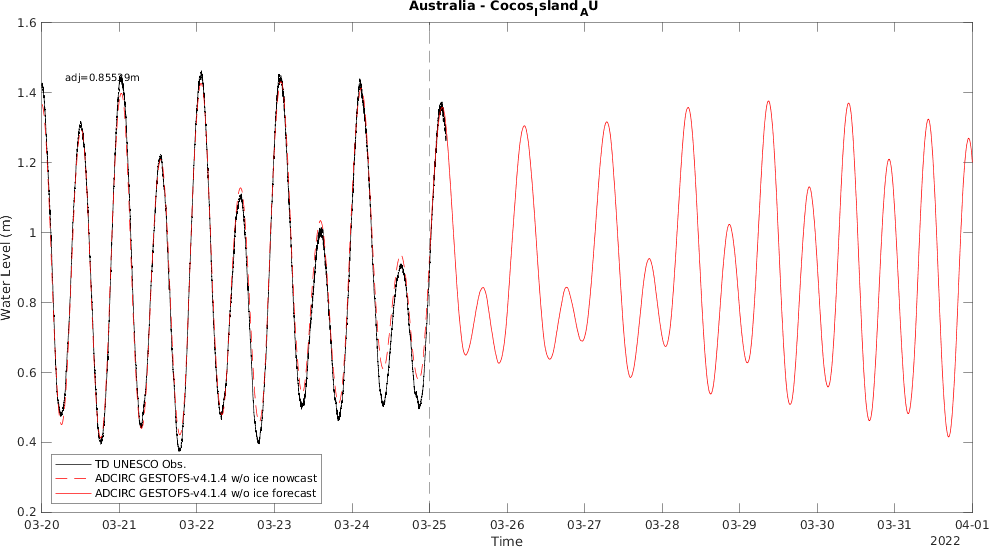 Australia - Cocos_Island_AU
adj=0.85539m
1.6
1.4
1.2
1
0.8
0.6
0.4
0.2
Water Level (m)
TD UNESCO Obs.
ADCIRC GESTOFS-v4.1.4 w/o ice nowcast
ADCIRC GESTOFS-v4.1.4 w/o ice forecast
03-20 03-21 03-22 03-23 03-24 03-25 03-26 03-27 03-28 03-29 03-30 03-31 04-01
Time
2022